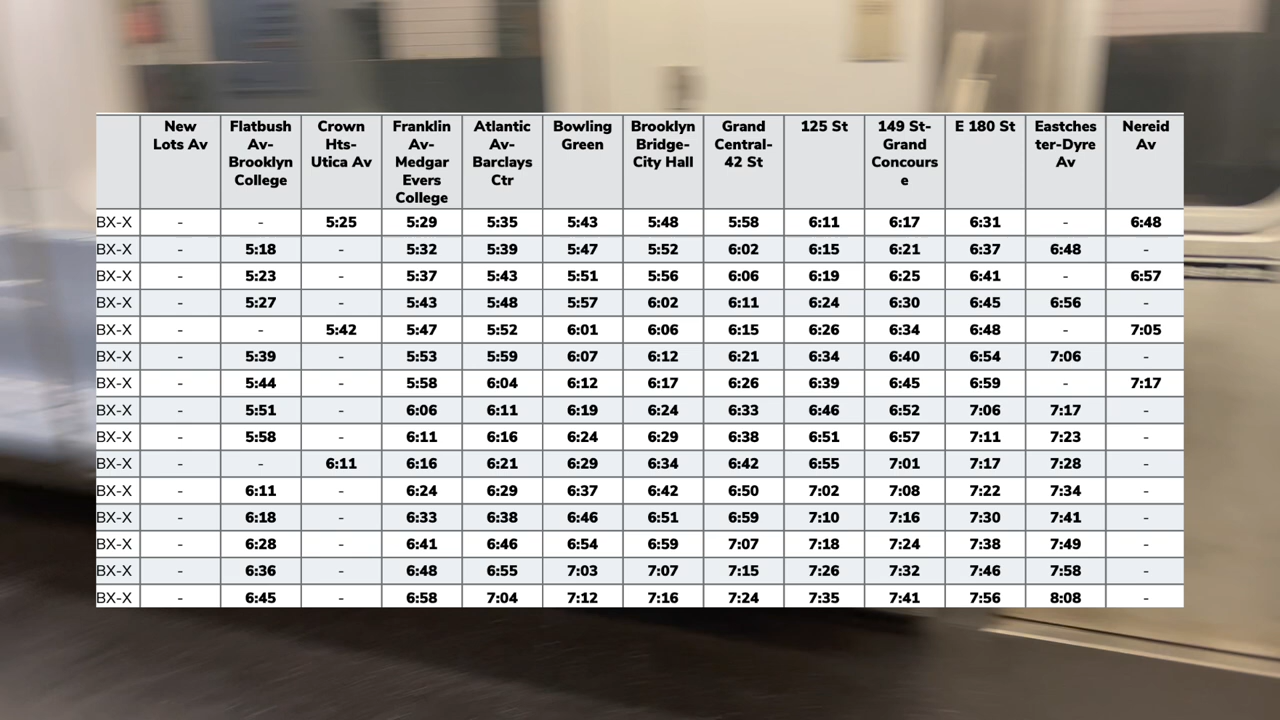 New Lots Av | Flatbush Av-Brooklyn College | Crown Hts-Utica Av | Franklin Av-Medgar Evers College | Atlantic Av-Barclays Ctr | Bowling Green | Brooklyn Bridge-City Hall | Grand Central-42 St | 125 St | 149 St-Grand Concourse | E 180 St | Eastchester-Dyre Av | Nereid Av
BX-X - - 5:25 5:29 5:35 5:43 5:48 5:58 6:11 6:17 6:31 - 6:48
BX-X - 5:18 - 5:32 5:39 5:47 5:52 6:02 6:15 6:21 6:37 6:48 -
BX-X - 5:23 - 5:37 5:43 5:51 5:56 6:06 6:19 6:25 6:41 - 6:57
BX-X - 5:27 - 5:43 5:48 5:57 6:02 6:11 6:24 6:30 6:45 6:56 -
BX-X - - 5:42 5:47 5:52 6:01 6:06 6:15 6:26 6:34 6:48 - 7:05
BX-X - 5:39 - 5:53 5:59 6:07 6:12 6:21 6:34 6:40 6:54 7:06 -
BX-X - 5:44 - 5:58 6:04 6:12 6:17 6:26 6:39 6:45 6:59 - 7:17
BX-X - 5:51 - 6:06 6:11 6:19 6:24 6:33 6:46 6:52 7:06 7:17 -
BX-X - 5:58 - 6:11 6:16 6:24 6:29 6:38 6:51 6:57 7:11 7:23 -
BX-X - - 6:11 6:16 6:21 6:29 6:34 6:42 6:55 7:01 7:17 7:28 -
BX-X - 6:11 - 6:24 6:29 6:37 6:42 6:50 7:02 7:08 7:22 7:34 -
BX-X - 6:18 - 6:33 6:38 6:46 6:51 6:59 7:10 7:16 7:30 7:41 -
BX-X - 6:28 - 6:41 6:46 6:54 6:59 7:07 7:18 7:24 7:38 7:49 -
BX-X - 6:36 - 6:48 6:55 7:03 7:07 7:15 7:26 7:32 7:46 7:58 -
BX-X - 6:45 - 6:58 7:04 7:12 7:16 7:24 7:35 7:41 7:56 8:08 -